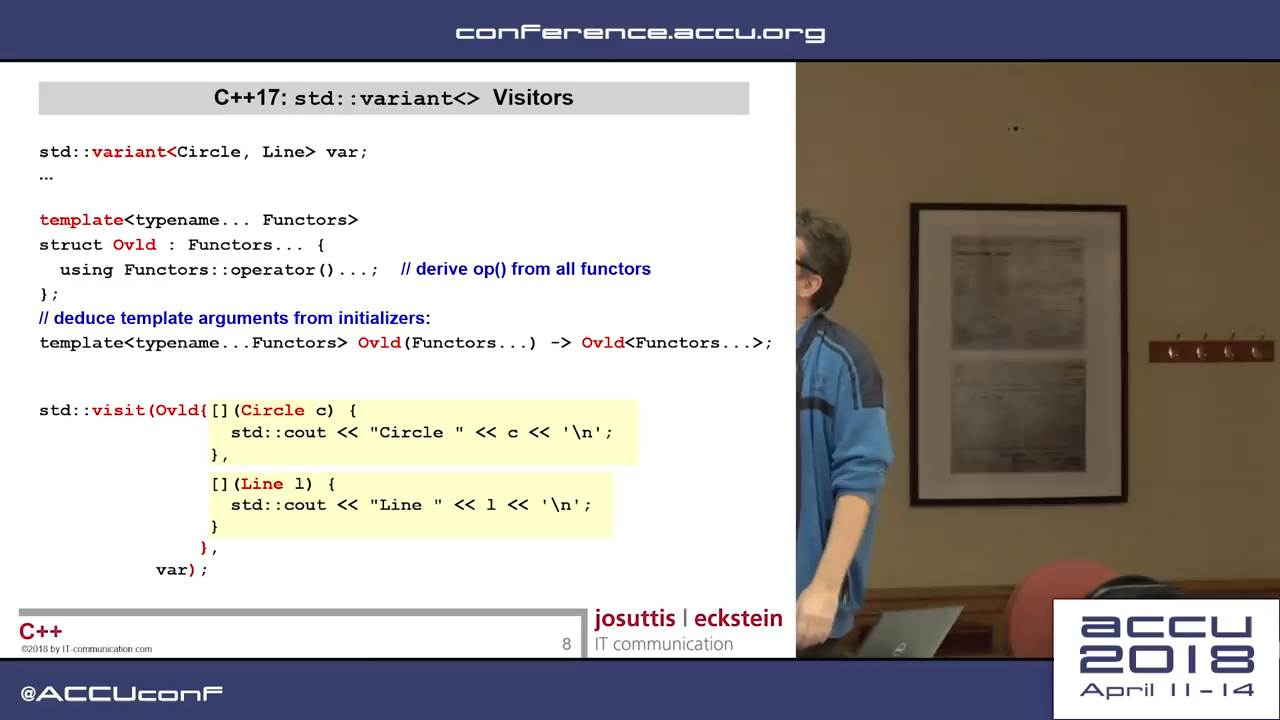 conference.accu.org
C++17: std::variant<> Visitors
std::variant<Circle, Line> var;
…
template<typename... Functors>
struct Ovld : Functors... {
  using Functors::operator()...;  // derive op() from all functors
};
// deduce template arguments from initializers:
template<typename...Functors> Ovld(Functors...) -> Ovld<Functors...>;
std::visit(Ovld{[](Circle c) {
                  std::cout << "Circle " << c << '\n';
                },
                [](Line l) {
                  std::cout << "Line " << l << '\n';
                }
               },
           var);
C++
©2018 by IT-communication.com
8
josuttis | eckstein
IT communication
accu
2018
April 11-14
@ACCUconf